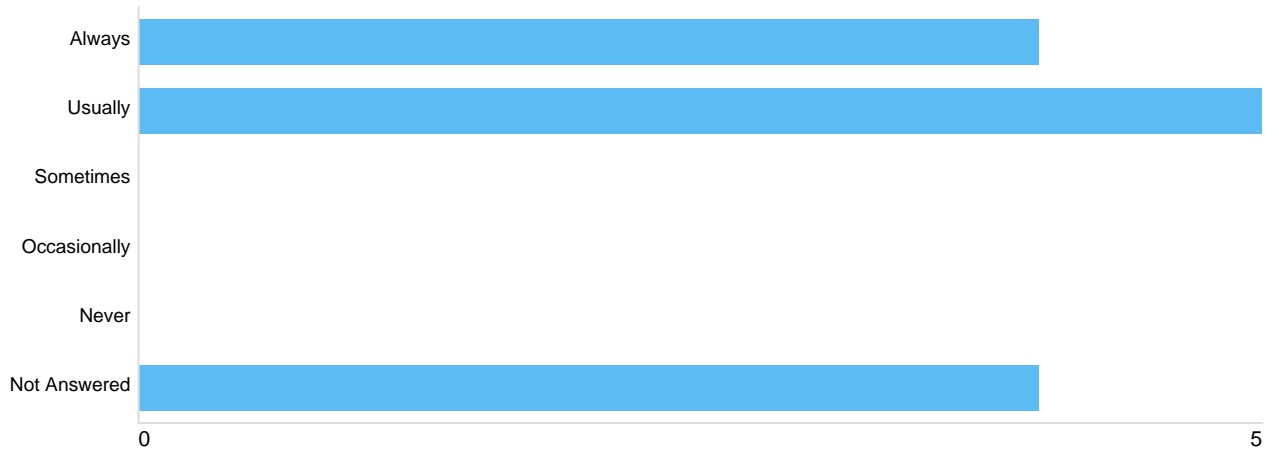 Always
Usually
Sometimes
Occasionally
Never
Not Answered
0 5